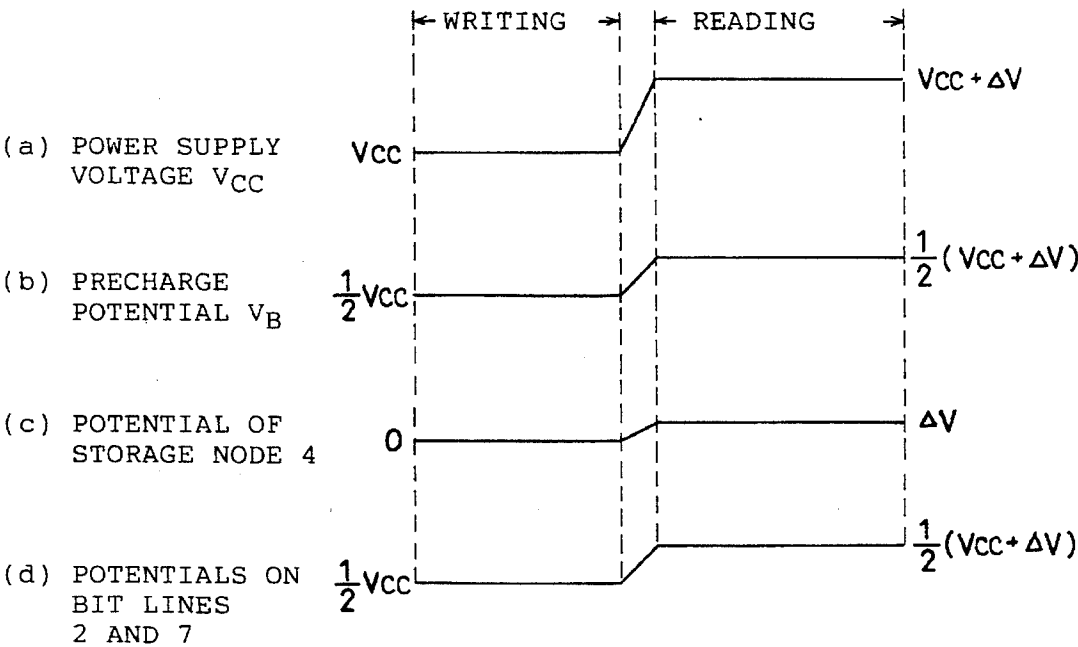 WRITING READING
VCC + ΔV
(a) POWER SUPPLY VCC
VOLTAGE VCC
1/2 (VCC + ΔV)
(b) PRECHARGE 1/2 VCC
POTENTIAL VB
(c) POTENTIAL OF 0 ΔV
STORAGE NODE 4
1/2 (VCC + ΔV)
(d) POTENTIALS ON 1/2 VCC
BIT LINES
2 AND 7